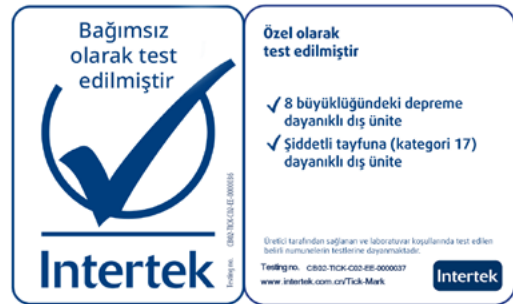 Bağımsız
olarak test
edilmiştir
Intertek
Özel olarak
test edilmiştir
8 büyüklüğündeki depreme
dayanıklı dış ünite
Şiddetli tayfuna (kategori 17)
dayanıklı dış ünite
Üretici tarafından sağlanan ve laboratuvar koşullarında test edilen
belirli numunelerin testlerine dayanmaktadır.
Testing no. CB02-TICK-C02-EE-0000037
www.intertek.com.cn/Tick-Mark
Intertek